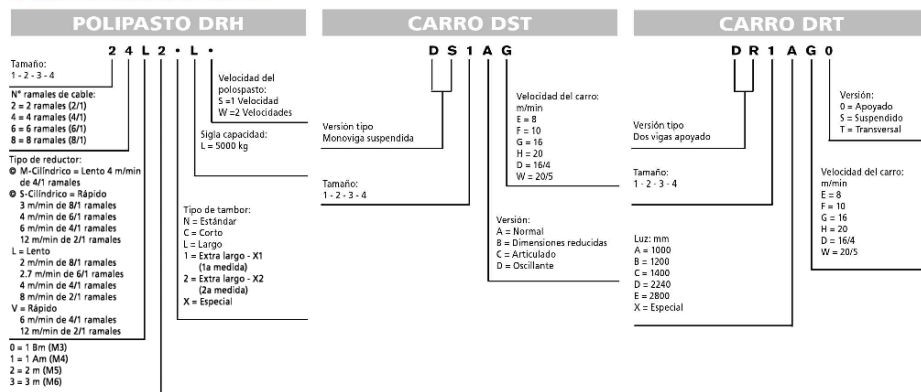 POLIPASTO DRH
2 4 L 2 • L •
Tamaño:
1 - 2 - 3 - 4
N° ramales de cable:
2 = 2 ramales (2/1)
4 = 4 ramales (4/1)
6 = 6 ramales (6/1)
8 = 8 ramales (8/1)
Tipo de reductor:
M-Cilíndrico = Lento 4 m/min
de 4/1 ramales
S-Cilíndrico = Rápido
3 m/min de 8/1 ramales
4 m/min de 6/1 ramales
6 m/min de 4/1 ramales
12 m/min de 2/1 ramales
L = Lento
2 m/min de 8/1 ramales
2.7 m/min de 6/1 ramales
4 m/min de 4/1 ramales
8 m/min de 2/1 ramales
V = Rápido
6 m/min de 4/1 ramales
12 m/min de 2/1 ramales
0 = 1 Bm (M3)
1 = 1 Am (M4)
2 = 2 m (M5)
3 = 3 m (M6)
Velocidad del
polospasto:
S =1 Velocidad
W =2 Velocidades
Sigla capacidad:
L = 5000 kg
Tipo de tambor:
N = Estándar
C = Corto
L = Largo
1 = Extra largo - X1
(1a medida)
2 = Extra largo - X2
(2a medida)
X = Especial
CARRO DST
D S 1 A G
Versión tipo
Monoviga suspendida
Tamaño:
1 - 2 - 3 - 4
Velocidad del carro:
m/min
E = 8
F = 10
G = 16
H = 20
D = 16/4
W = 20/5
Versión:
A = Normal
B = Dimensiones reducidas
C = Articulado
D = Oscillante
CARRO DRT
D R 1 A G 0
Versión tipo
Dos vigas apoyado
Tamaño:
1 - 2 - 3 - 4
Luz: mm
A = 1000
B = 1200
C = 1400
D = 2240
E = 2800
X = Especial
Versión:
0 = Apoyado
S = Suspendido
T = Transversal
Velocidad del carro:
m/min
E = 8
F = 10
G = 16
H = 20
D = 16/4
W = 20/5